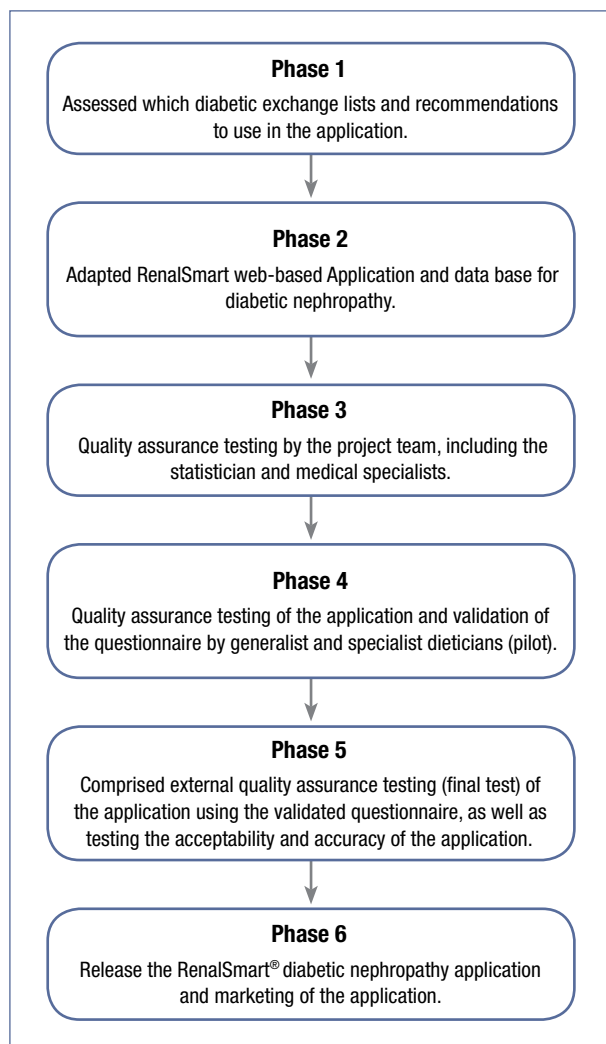 Phase 1
Assessed which diabetic exchange lists and recommendations
to use in the application.
Phase 2
Adapted RenalSmart web-based Application and data base for
diabetic nephropathy.
Phase 3
Quality assurance testing by the project team, including the
statistician and medical specialists.
Phase 4
Quality assurance testing of the application and validation of
the questionnaire by generalist and specialist dieticians (pilot).
Phase 5
Comprised external quality assurance testing (final test) of
the application using the validated questionnaire, as well as
testing the acceptability and accuracy of the application.
Phase 6
Release the RenalSmart® diabetic nephropathy application
and marketing of the application.